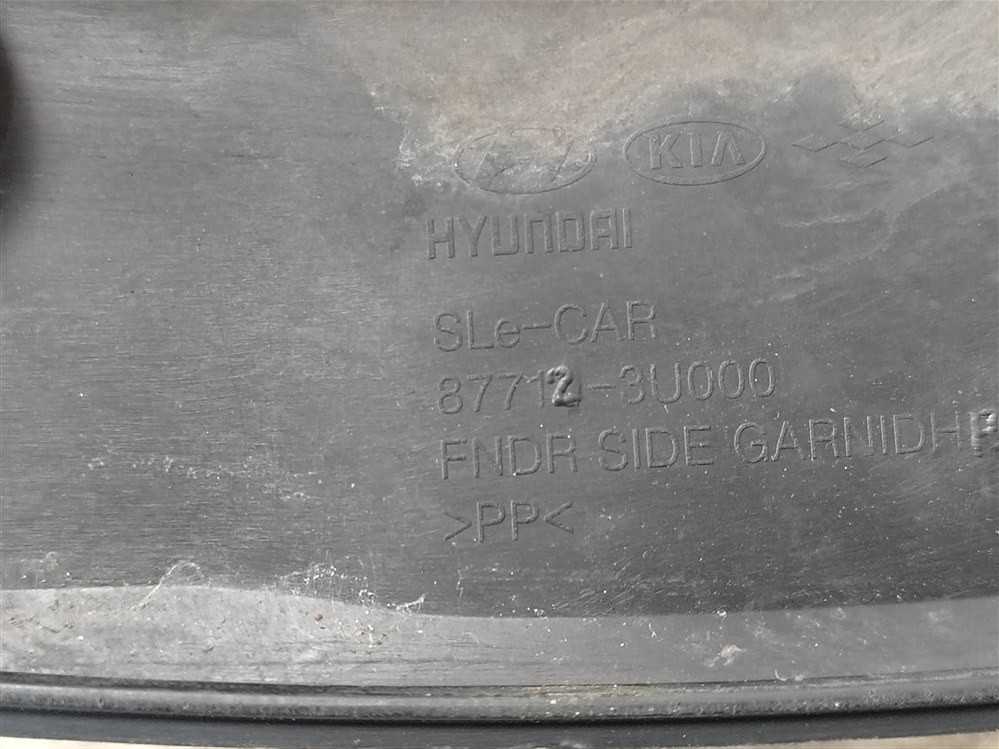 KIA
HYUNDAI
SLe-CAR
87712-3U000
FNDR SIDE GARNIDHR
>PP<